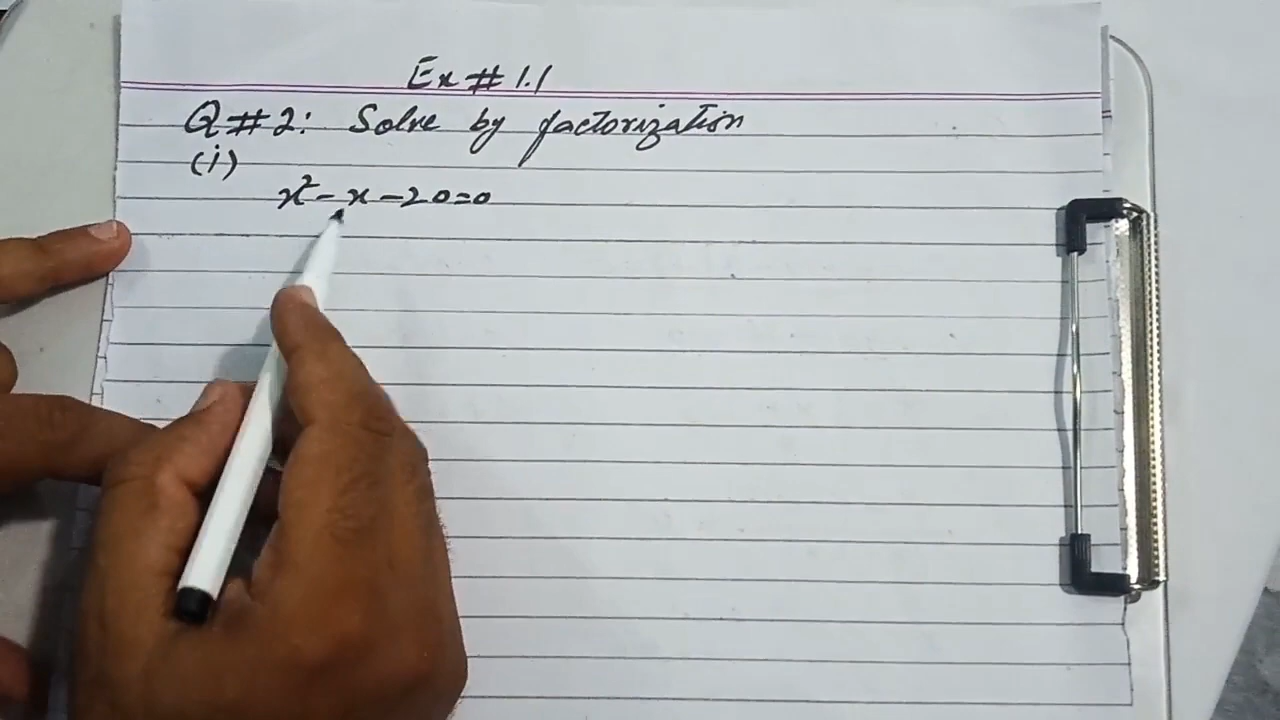 Ex # 1.1
Q # 2: Solve by factorization
(i)
x² - x - 20 = 0